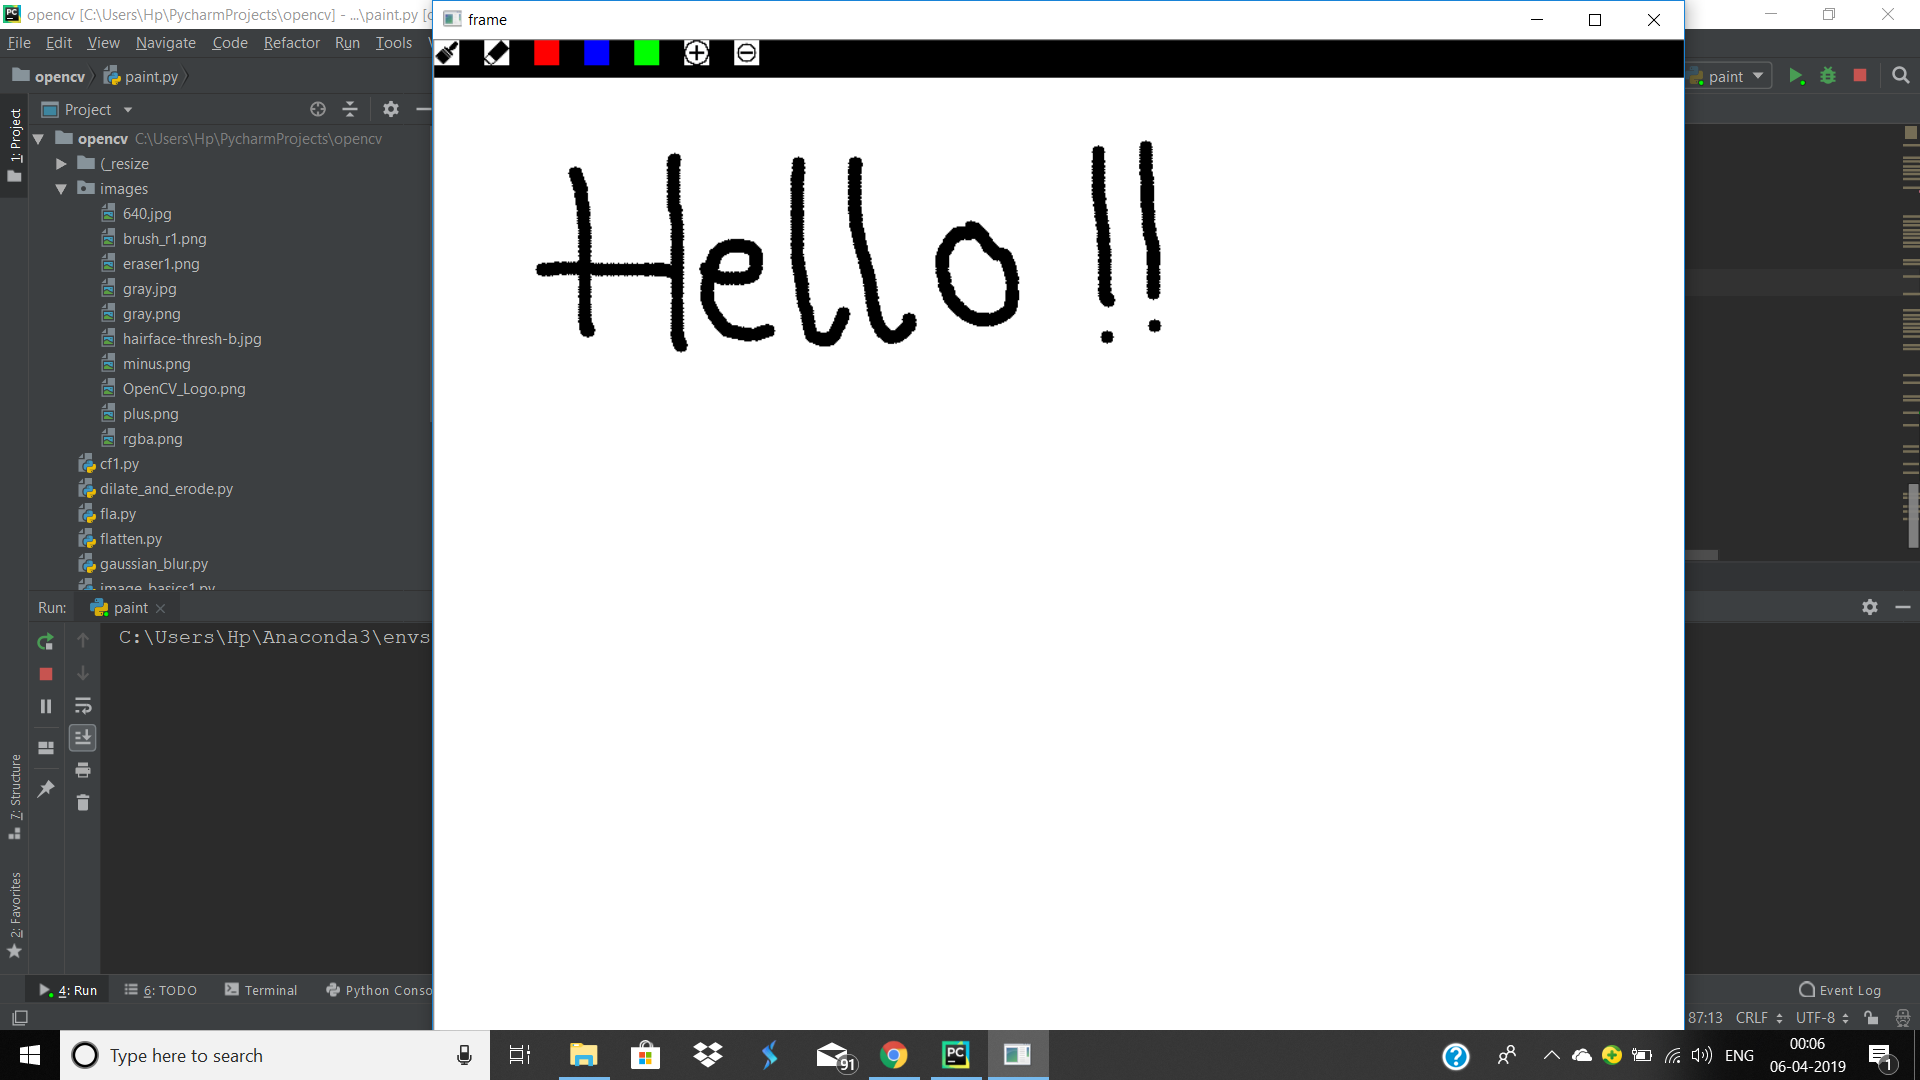 opencv [C:\Users\Hp\PycharmProjects\opencv] - ...\paint.py [o
frame
File Edit View Navigate Code Refactor Run Tools
opencv paint.py
paint
Project
opencv C:\Users\Hp\PycharmProjects\opencv
(_resize
images
640.jpg
brush_r1.png
eraser1.png
gray.jpg
gray.png
hairface-thresh-b.jpg
minus.png
OpenCV_Logo.png
plus.png
rgba.png
cf1.py
dilate_and_erode.py
fla.py
flatten.py
gaussian_blur.py
image_basics1.py
1: Project
7: Structure
2: Favorites
Hello !!
Run: paint
C:\Users\Hp\Anaconda3\envs
4: Run 6: TODO Terminal Python Conso
Event Log
87:13 CRLF UTF-8
Type here to search
91
ENG
00:06
06-04-2019
1